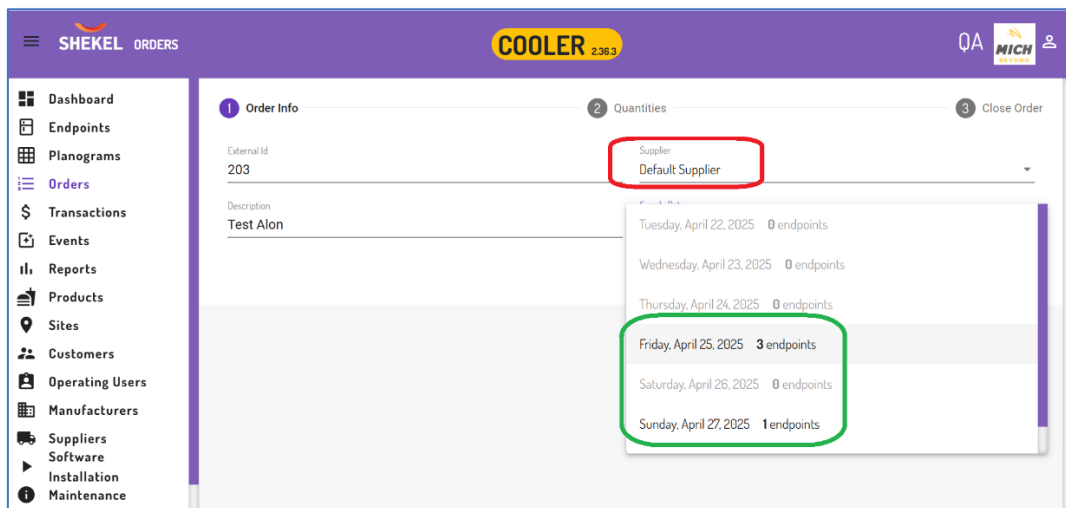 SHEKEL ORDERS
COOLER 2.36.3
QA
MICH
BEYOND
Dashboard
Endpoints
Planograms
Orders
Transactions
Events
Reports
Products
Sites
Customers
Operating Users
Manufacturers
Suppliers
Software
Installation
Maintenance
1 Order Info
2 Quantities
3 Close Order
External Id
203
Supplier
Default Supplier
Description
Test Alon
Tuesday, April 22, 2025 0 endpoints
Wednesday, April 23, 2025 0 endpoints
Thursday, April 24, 2025 0 endpoints
Friday, April 25, 2025 3 endpoints
Saturday, April 26, 2025 0 endpoints
Sunday, April 27, 2025 1 endpoints